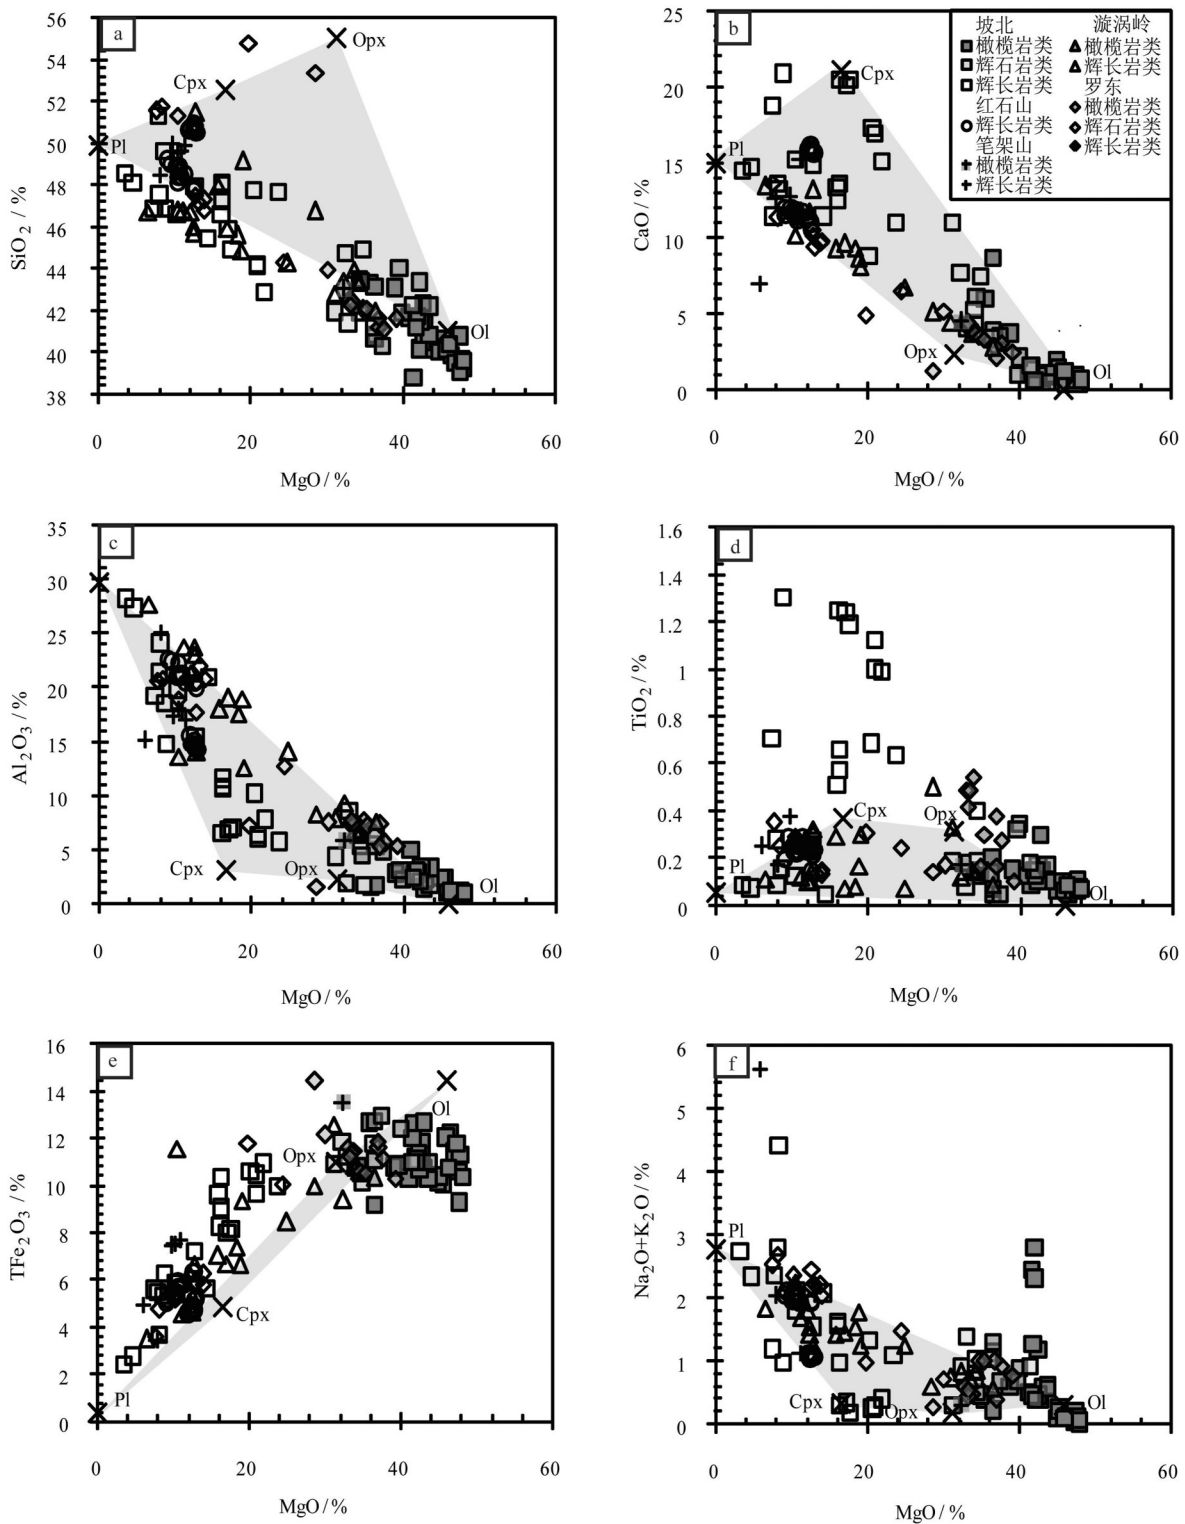 a
56
54
52
50
48
46
44
42
40
38
SiO2 / %
Opx
Cpx
Pl
Ol
0 20 40 60
MgO / %
b
25
20
15
10
5
0
CaO / %
Cpx
Pl
Opx
Ol
坡北
橄榄岩类
辉石岩类
辉长岩类
红石山
辉长岩类
笔架山
橄榄岩类
辉长岩类
漩涡岭
橄榄岩类
辉长岩类
罗东
橄榄岩类
辉石岩类
辉长岩类
0 20 40 60
MgO / %
c
35
30
25
20
15
10
5
0
Al2O3 / %
Cpx
Opx
Ol
0 20 40 60
MgO / %
d
1.6
1.4
1.2
1
0.8
0.6
0.4
0.2
0
TiO2 / %
Pl
Cpx
Opx
Ol
0 20 40 60
MgO / %
e
16
14
12
10
8
6
4
2
0
TFe2O3 / %
Ol
Opx
Cpx
Pl
0 20 40 60
MgO / %
f
6
5
4
3
2
1
0
Na2O+K2O / %
Pl
Cpx
Opx
Ol
0 20 40 60
MgO / %